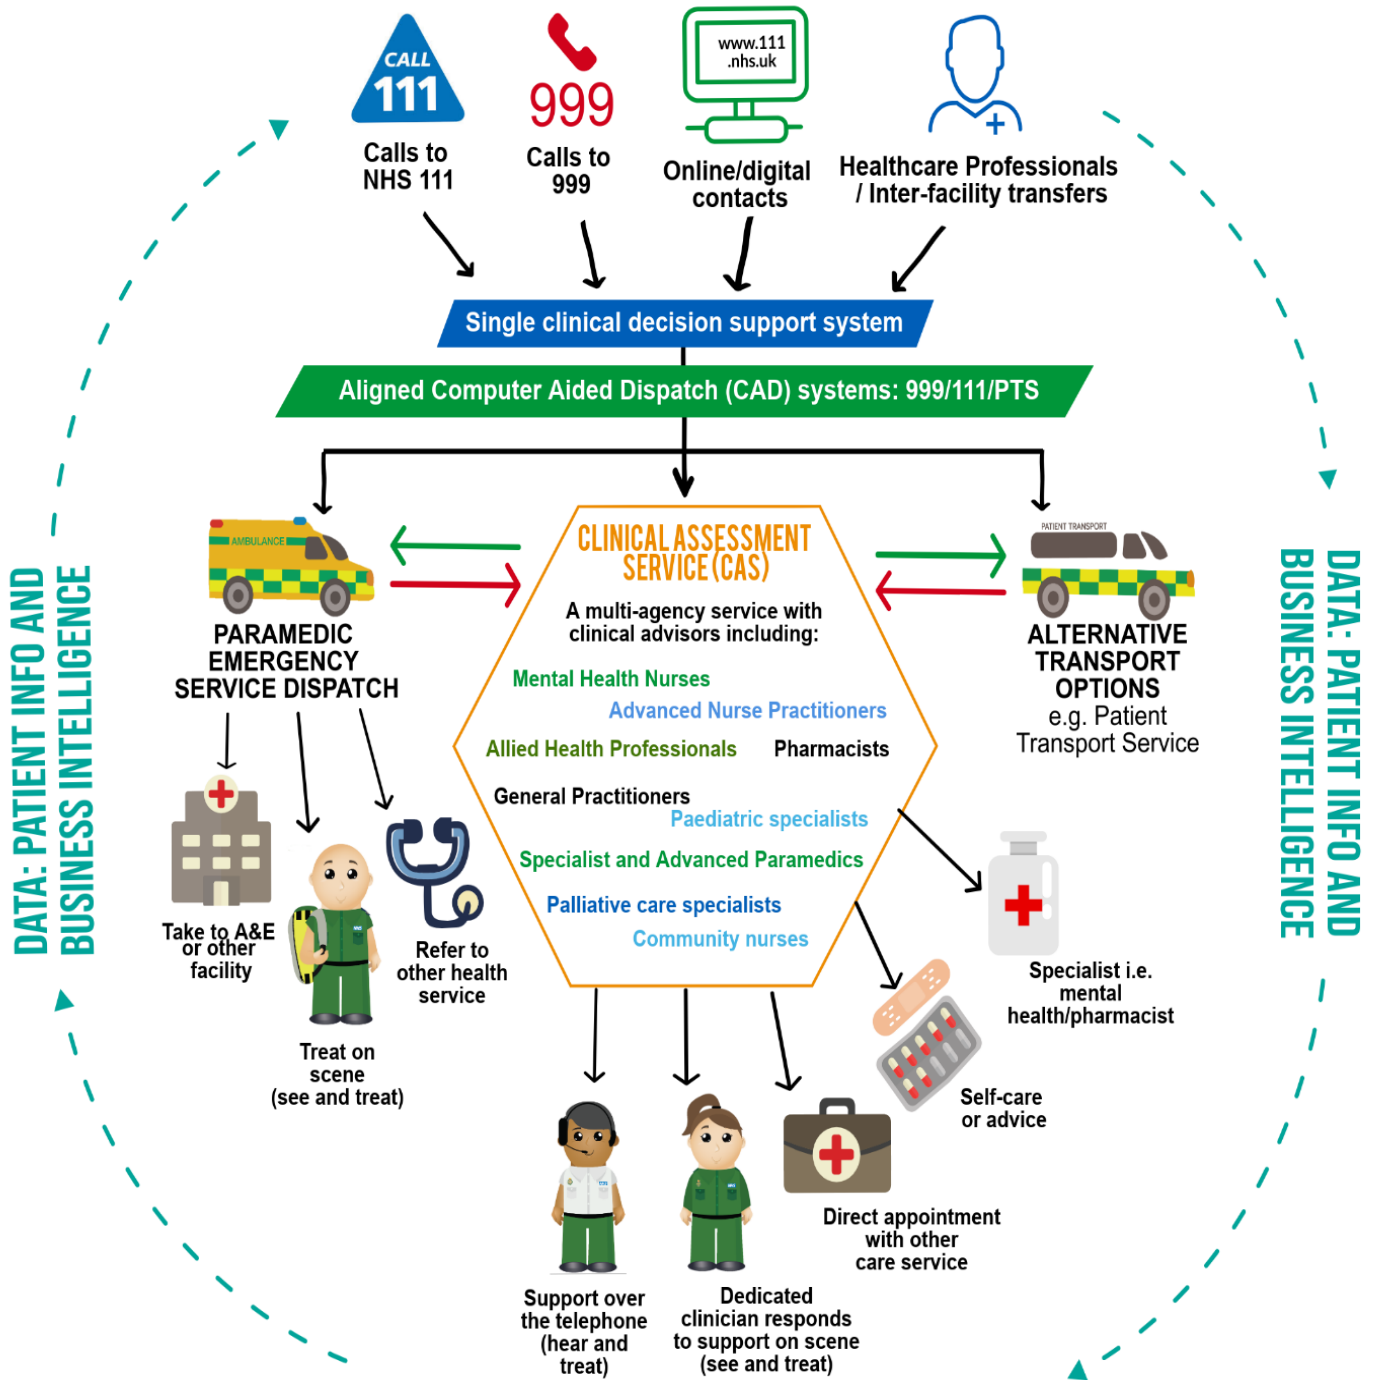 CALL
111
Calls to
NHS 111
999
Calls to
999
www.111
.nhs.uk
Online/digital
contacts
Healthcare Professionals
/ Inter-facility transfers
Single clinical decision support system
Aligned Computer Aided Dispatch (CAD) systems: 999/111/PTS
DATA: PATIENT INFO AND
BUSINESS INTELLIGENCE
AMBULANCE
PARAMEDIC
EMERGENCY
SERVICE DISPATCH
Take to A&E
or other
facility
Treat on
scene
(see and treat)
Refer to
other health
service
CLINICAL ASSESSMENT
SERVICE (CAS)
A multi-agency service with
clinical advisors including:
Mental Health Nurses
Advanced Nurse Practitioners
Allied Health Professionals
Pharmacists
General Practitioners
Paediatric specialists
Specialist and Advanced Paramedics
Palliative care specialists
Community nurses
PATIENT TRANSPORT
ALTERNATIVE
TRANSPORT
OPTIONS
e.g. Patient
Transport Service
Specialist i.e.
mental
health/pharmacist
Self-care
or advice
Direct appointment
with other
care service
Dedicated
clinician responds
to support on scene
(see and treat)
Support over
the telephone
(hear and
treat)
DATA: PATIENT INFO AND
BUSINESS INTELLIGENCE